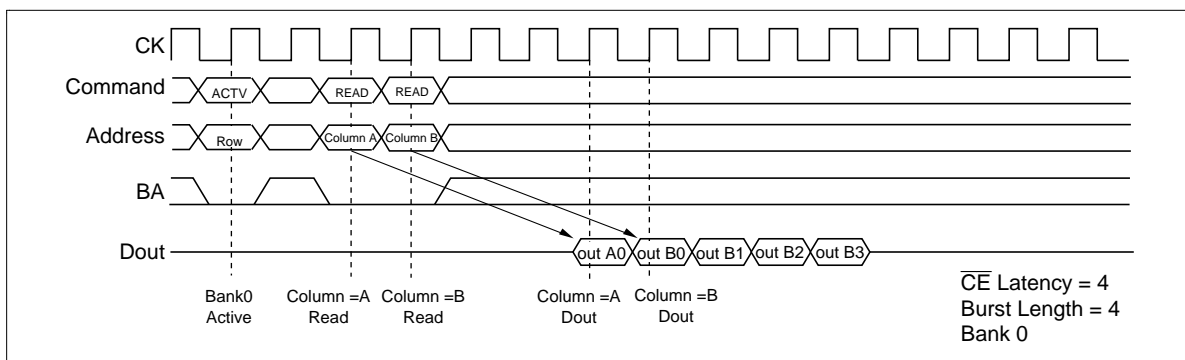 CK
Command
ACTV
READ
READ
Address
Row
Column A
Column B
BA
Dout
out A0
out B0
out B1
out B2
out B3
Bank0
Active
Column =A
Read
Column =B
Read
Column =A
Dout
Column =B
Dout
C̅E̅ Latency = 4
Burst Length = 4
Bank 0